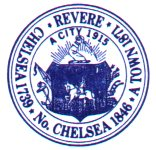 CHELSEA 1739 • No. CHELSEA 1846 • A TOWN 1871 • REVERE •
A CITY 1915